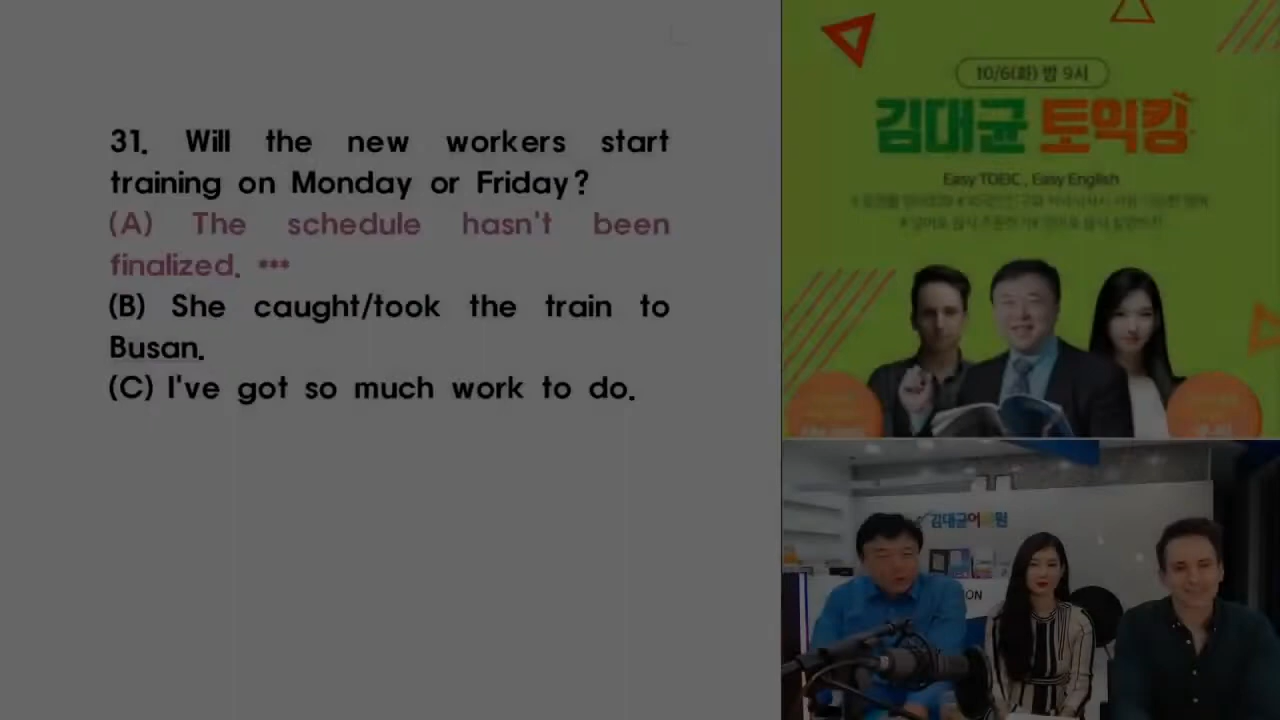 31. Will the new workers start
training on Monday or Friday?
(A) The schedule hasn't been
finalized. ***
(B) She caught/took the train to
Busan.
(C) I've got so much work to do.
10/6(화) 밤 9시
김대균 토익킹
Easy TOEIC, Easy English
김대균어학원
ON